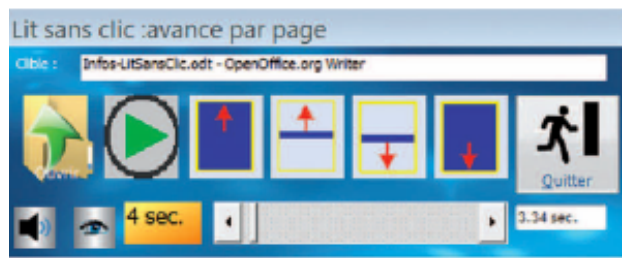 Lit sans clic :avance par page
Cible : Infos-LitSansClic.odt - OpenOffice.org Writer
Quitter
4 sec.
3.34 sec.